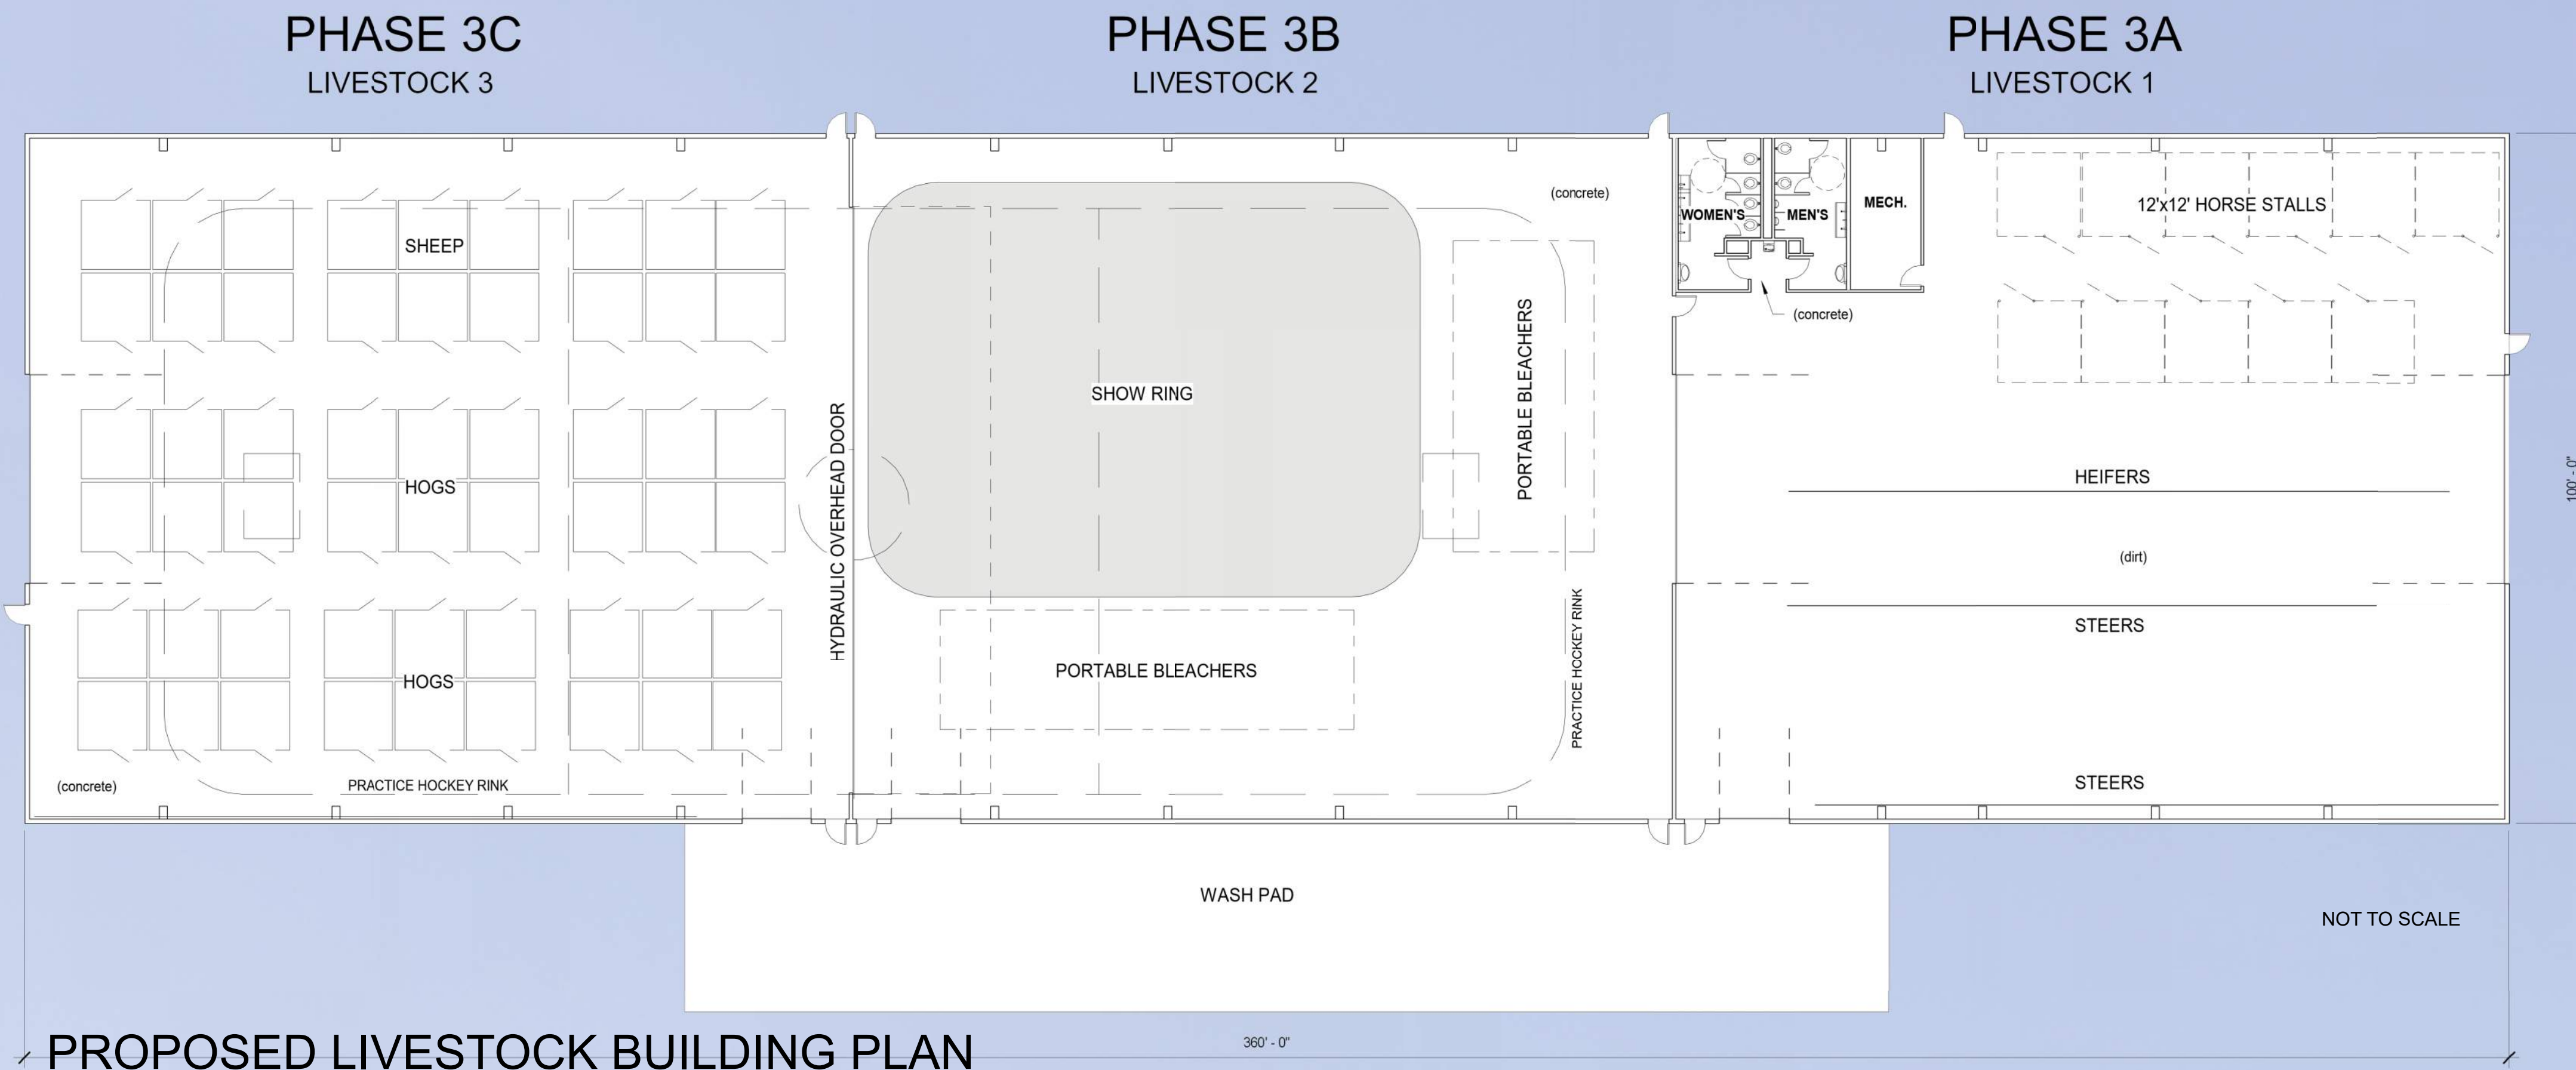 PHASE 3C
LIVESTOCK 3
PHASE 3B
LIVESTOCK 2
PHASE 3A
LIVESTOCK 1
SHEEP
HOGS
HOGS
(concrete)
PRACTICE HOCKEY RINK
HYDRAULIC OVERHEAD DOOR
(concrete)
SHOW RING
PORTABLE BLEACHERS
PORTABLE BLEACHERS
PRACTICE HOCKEY RINK
WOMEN'S
MEN'S
MECH.
(concrete)
12'x12' HORSE STALLS
HEIFERS
(dirt)
STEERS
STEERS
100' - 0"
WASH PAD
NOT TO SCALE
360' - 0"
PROPOSED LIVESTOCK BUILDING PLAN